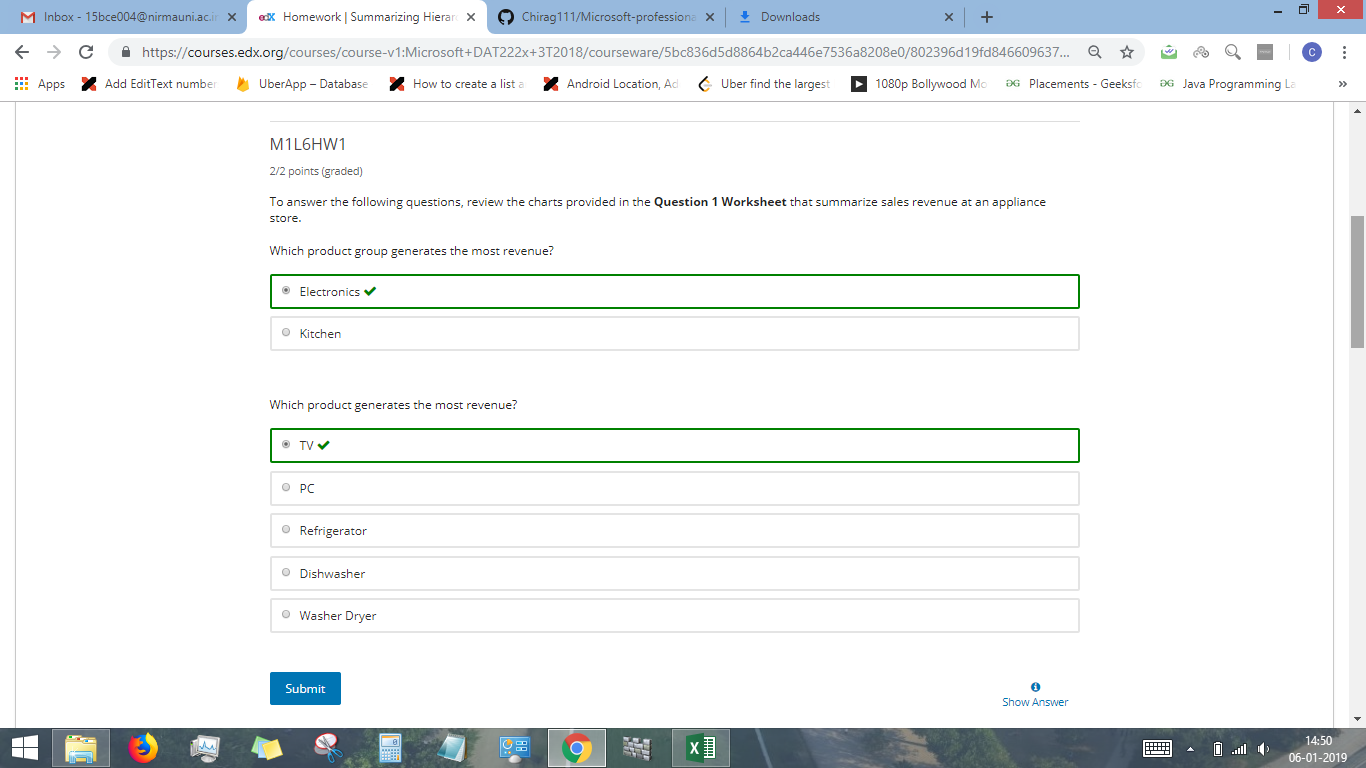 Inbox - 15bce004@nirmauni.ac.in
edX Homework | Summarizing Hierar
Chirag111/Microsoft-professiona
Downloads
https://courses.edx.org/courses/course-v1:Microsoft+DAT222x+3T2018/courseware/5bc836d5d8864b2ca446e7536a8208e0/802396d19fd846609637...
C
Apps
Add EditText number
UberApp – Database
How to create a list a
Android Location, Ad
Uber find the largest
1080p Bollywood Mo
Placements - Geeksfo
Java Programming La
»
M1L6HW1
2/2 points (graded)
To answer the following questions, review the charts provided in the Question 1 Worksheet that summarize sales revenue at an appliance
store.
Which product group generates the most revenue?
Electronics
Kitchen
Which product generates the most revenue?
TV
PC
Refrigerator
Dishwasher
Washer Dryer
Submit
Show Answer
14:50
06-01-2019